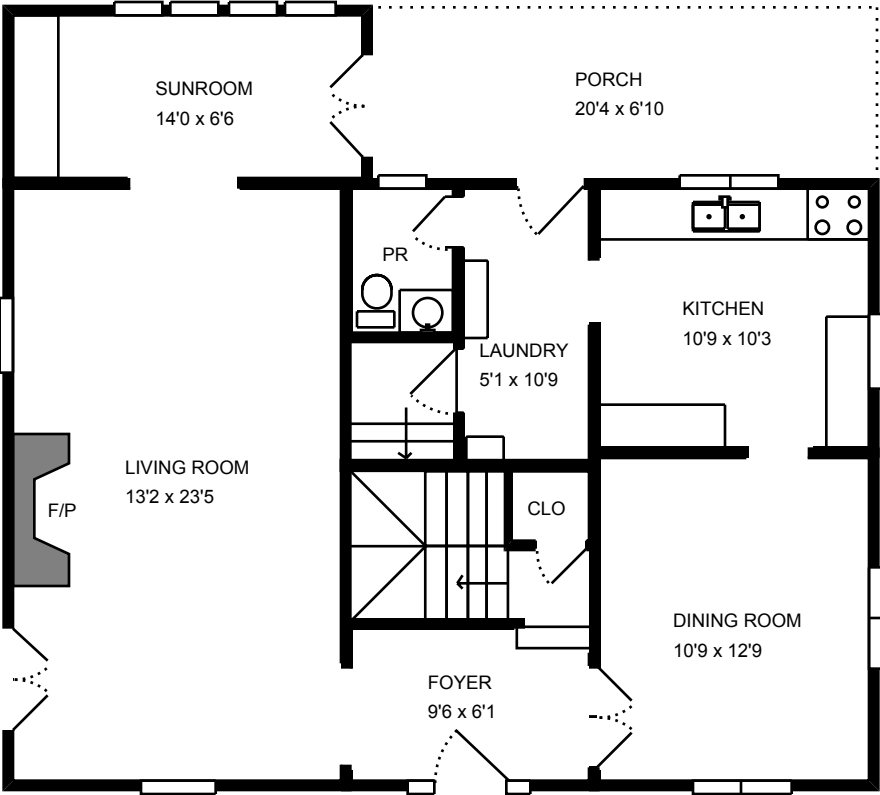 SUNROOM
14'0 x 6'6
PORCH
20'4 x 6'10
PR
KITCHEN
10'9 x 10'3
LAUNDRY
5'1 x 10'9
LIVING ROOM
13'2 x 23'5
F/P
CLO
DINING ROOM
10'9 x 12'9
FOYER
9'6 x 6'1